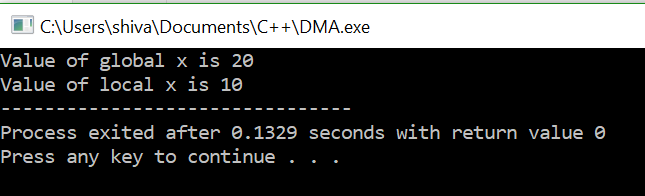 C:\Users\shiva\Documents\C++\DMA.exe
Value of global x is 20
Value of local x is 10
--------------------------------
Process exited after 0.1329 seconds with return value 0
Press any key to continue . . .